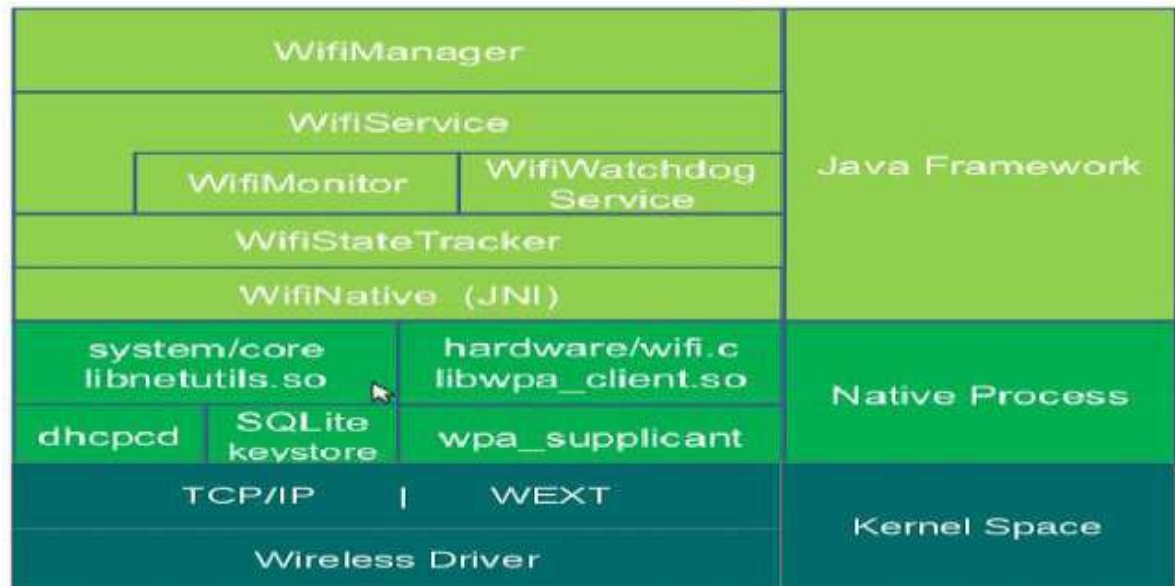 WifiManager
WifiService
WifiMonitor
WifiWatchdog
Service
WifiStateTracker
WifiNative (JNI)
Java Framework
system/core
libnetutils.so
hardware/wifi.c
libwpa_client.so
dhcpcd
SQLite
keystore
wpa_supplicant
Native Process
TCP/IP | WEXT
Wireless Driver
Kernel Space